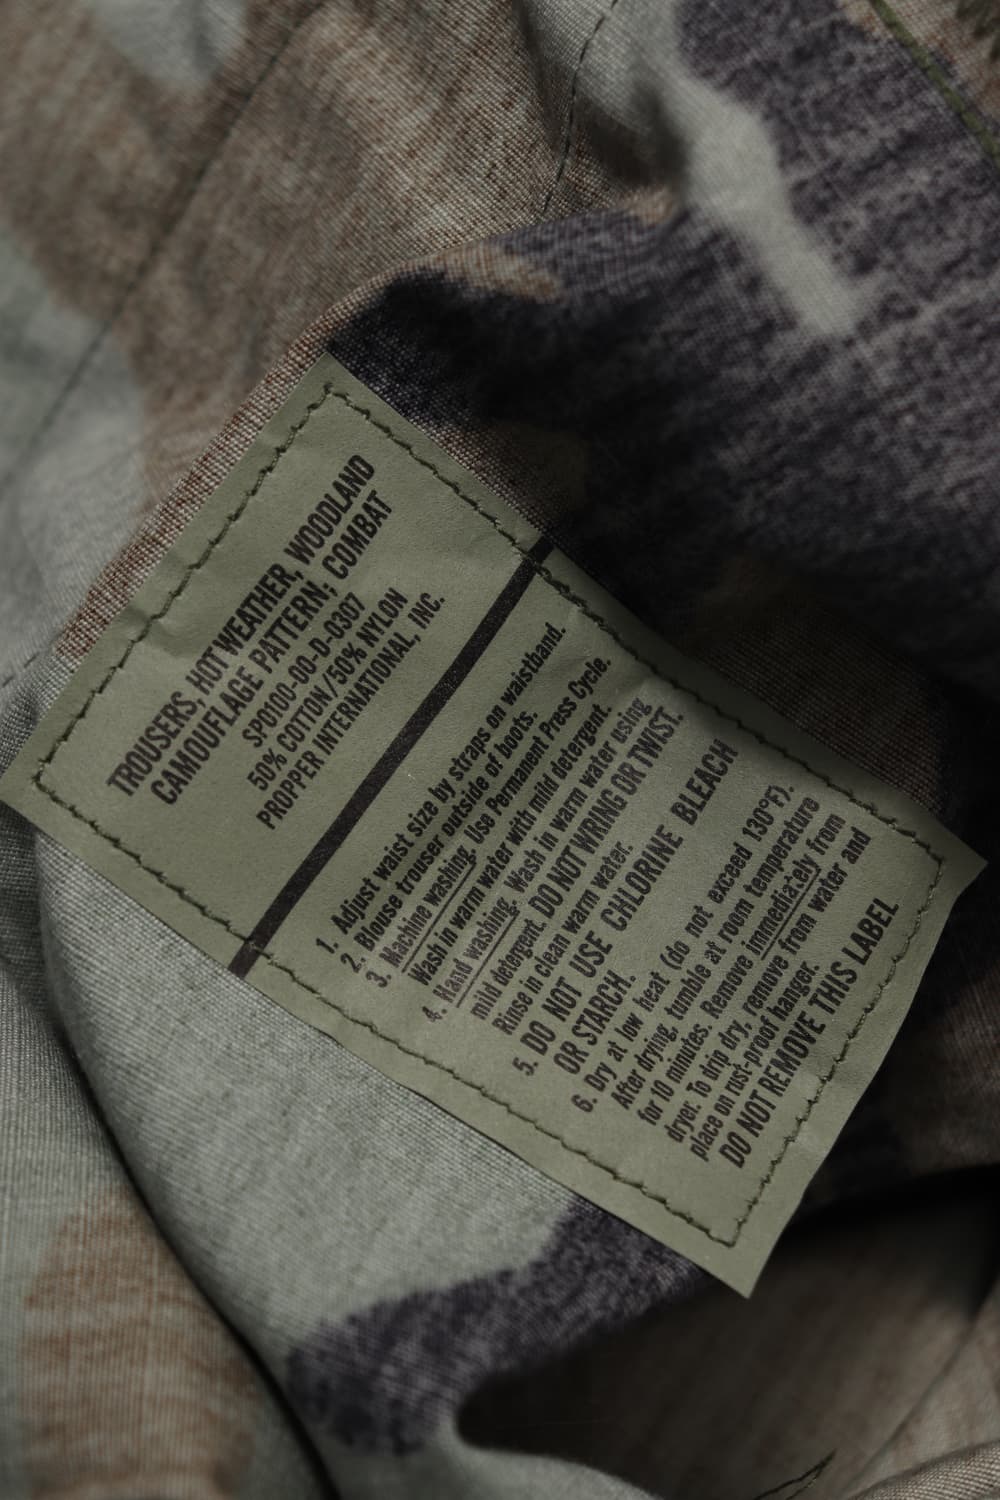 TROUSERS, HOT WEATHER, WOODLAND
CAMOUFLAGE PATTERN; COMBAT
SPO100-00-D-0307
50% COTTON/50% NYLON
PROPPER INTERNATIONAL, INC.
1. Adjust waist size by straps on waistband.
2. Blouse trouser outside of boots.
3. Machine washing. Use Permanent Press Cycle.
Wash in warm water with mild detergent.
4. Hand washing. Wash in warm water using
mild detergent. DO NOT WRING OR TWIST.
Rinse in clean warm water.
5. DO NOT USE CHLORINE BLEACH
OR STARCH.
6. Dry at low heat (do not exceed 130°F).
After drying, tumble at room temperature
for 10 minutes. Remove immediately from
dryer. To drip dry, remove from water and
place on rust-proof hanger.
DO NOT REMOVE THIS LABEL